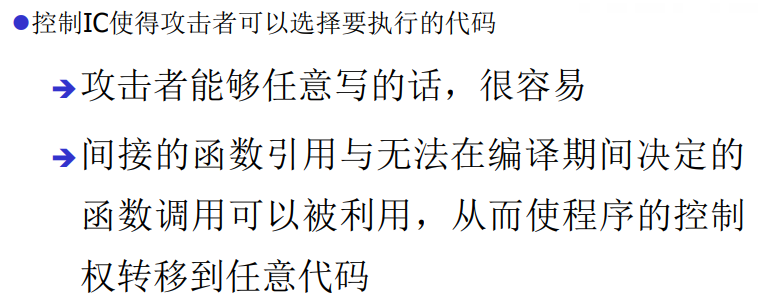 ●控制IC使得攻击者可以选择要执行的代码
➔攻击者能够任意写的话，很容易
➔间接的函数引用与无法在编译期间决定的
函数调用可以被利用，从而使程序的控制
权转移到任意代码